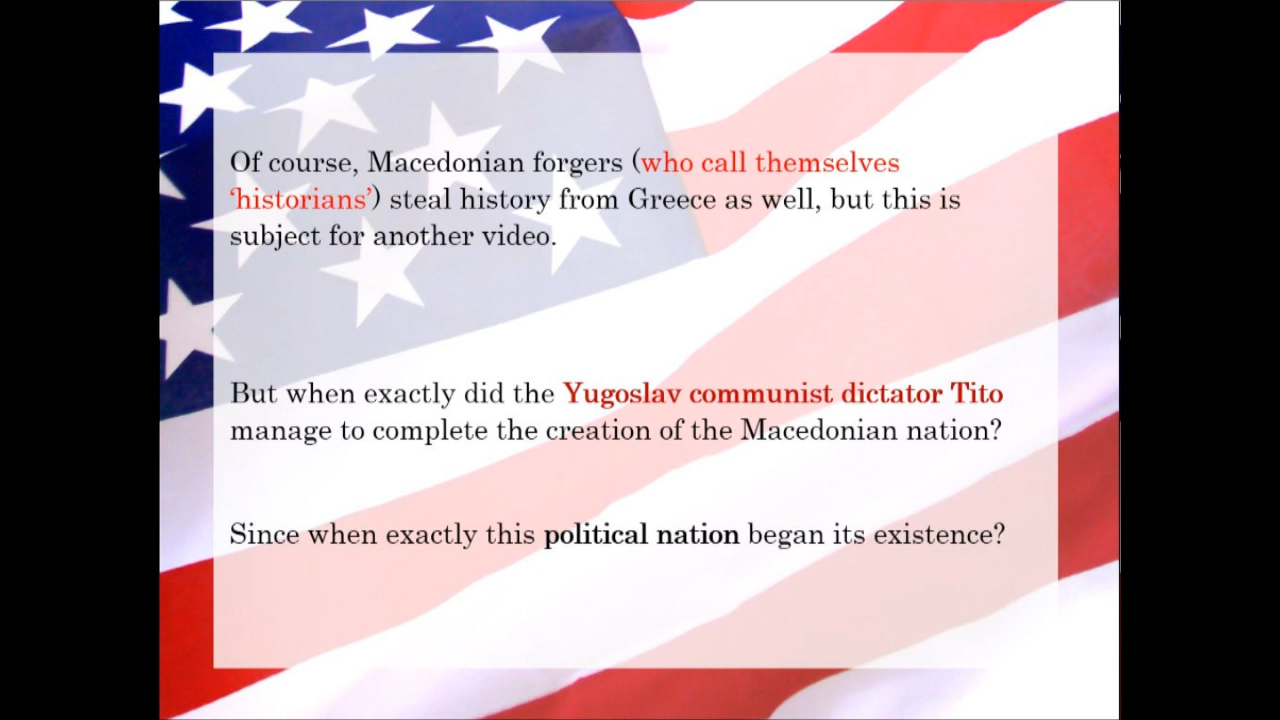 Of course, Macedonian forgers (who call themselves
‘historians’) steal history from Greece as well, but this is
subject for another video.
But when exactly did the Yugoslav communist dictator Tito
manage to complete the creation of the Macedonian nation?
Since when exactly this political nation began its existence?